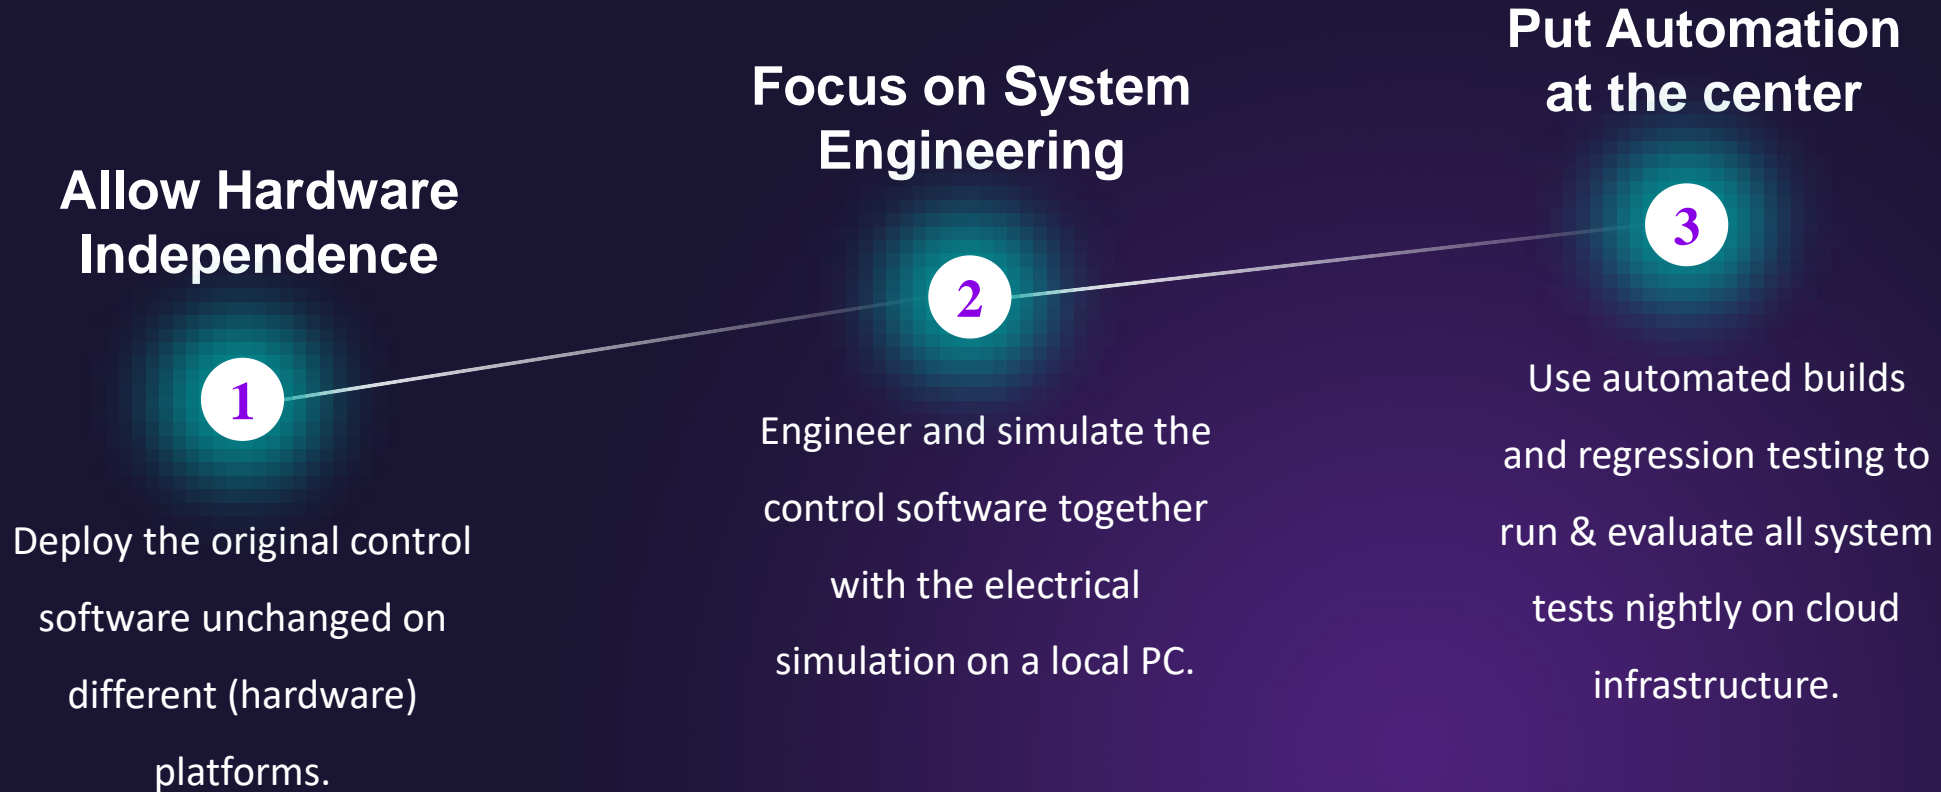 Allow Hardware
Independence
1
Deploy the original control
software unchanged on
different (hardware)
platforms.
Focus on System
Engineering
2
Engineer and simulate the
control software together
with the electrical
simulation on a local PC.
Put Automation
at the center
3
Use automated builds
and regression testing to
run & evaluate all system
tests nightly on cloud
infrastructure.